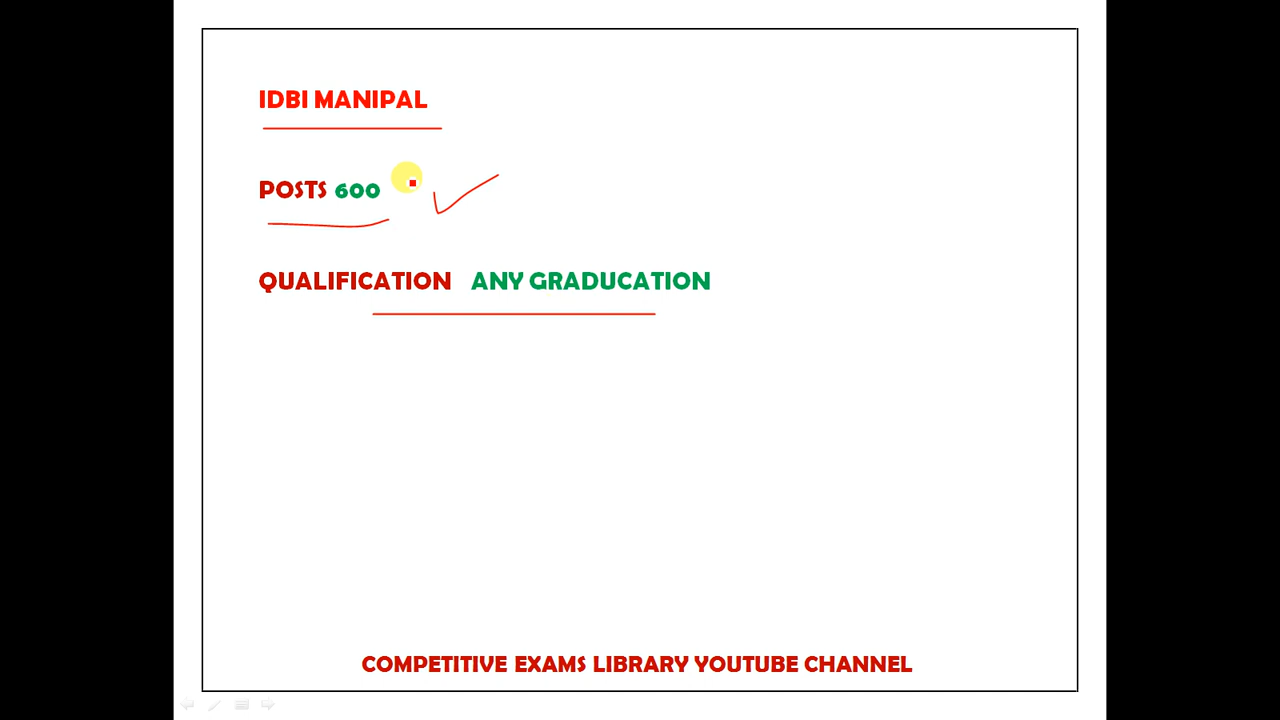 IDBI MANIPAL
POSTS 600
QUALIFICATION ANY GRADUCATION
COMPETITIVE EXAMS LIBRARY YOUTUBE CHANNEL